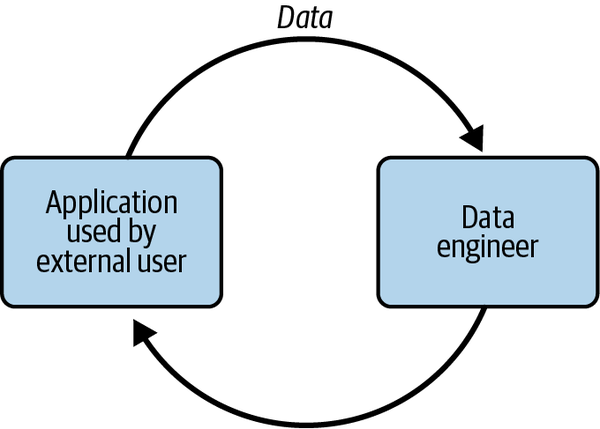 Data
Application
used by
external user
Data
engineer